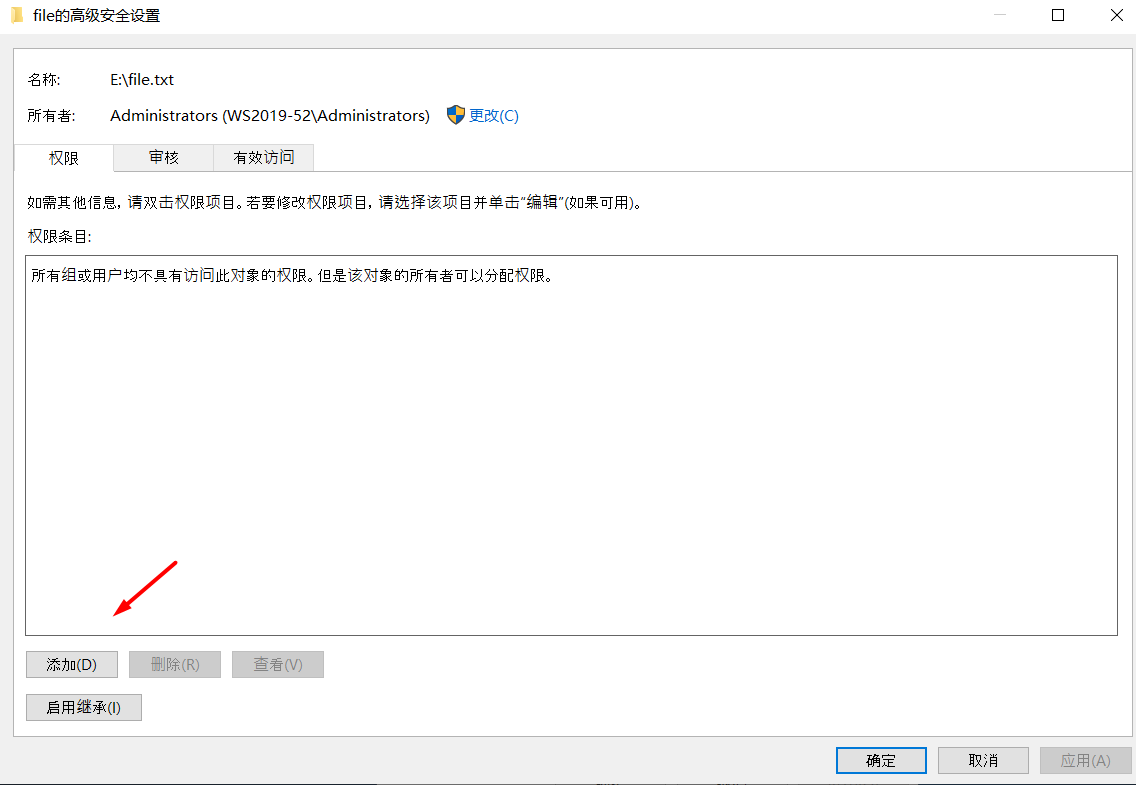 file的高级安全设置
名称: E:\file.txt
所有者: Administrators (WS2019-52\Administrators) 更改(C)
权限 审核 有效访问
如需其他信息，请双击权限项目。若要修改权限项目，请选择该项目并单击“编辑”(如果可用)。
权限条目:
所有组或用户均不具有访问此对象的权限。但是该对象的所有者可以分配权限。
添加(D) 删除(R) 查看(V)
启用继承(I)
确定 取消 应用(A)